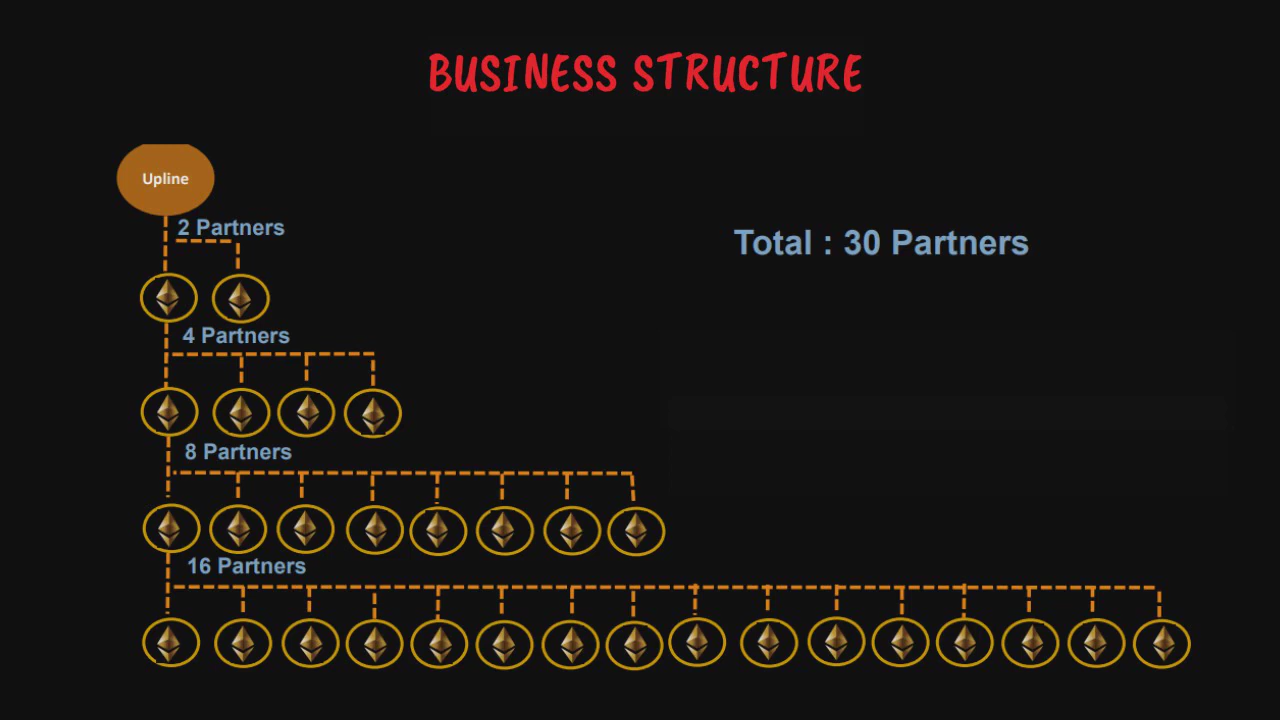 BUSINESS STRUCTURE
Upline
2 Partners
Total : 30 Partners
4 Partners
8 Partners
16 Partners